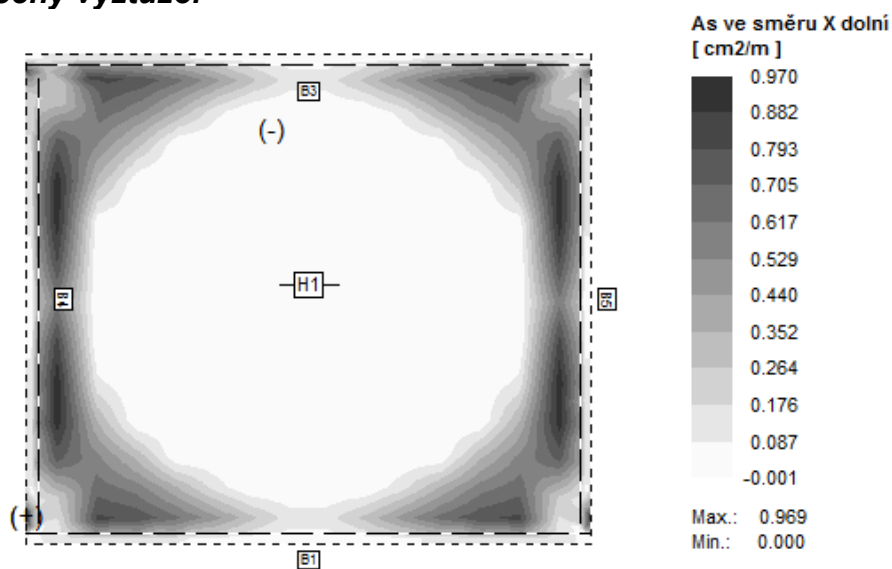 As ve směru X dolní
[ cm2/m ]
0.970
0.882
0.793
0.705
0.617
0.529
0.440
0.352
0.264
0.176
0.087
-0.001
Max.: 0.969
Min.: 0.000
B3
(-)
H1
B4
B5
(+)
B1